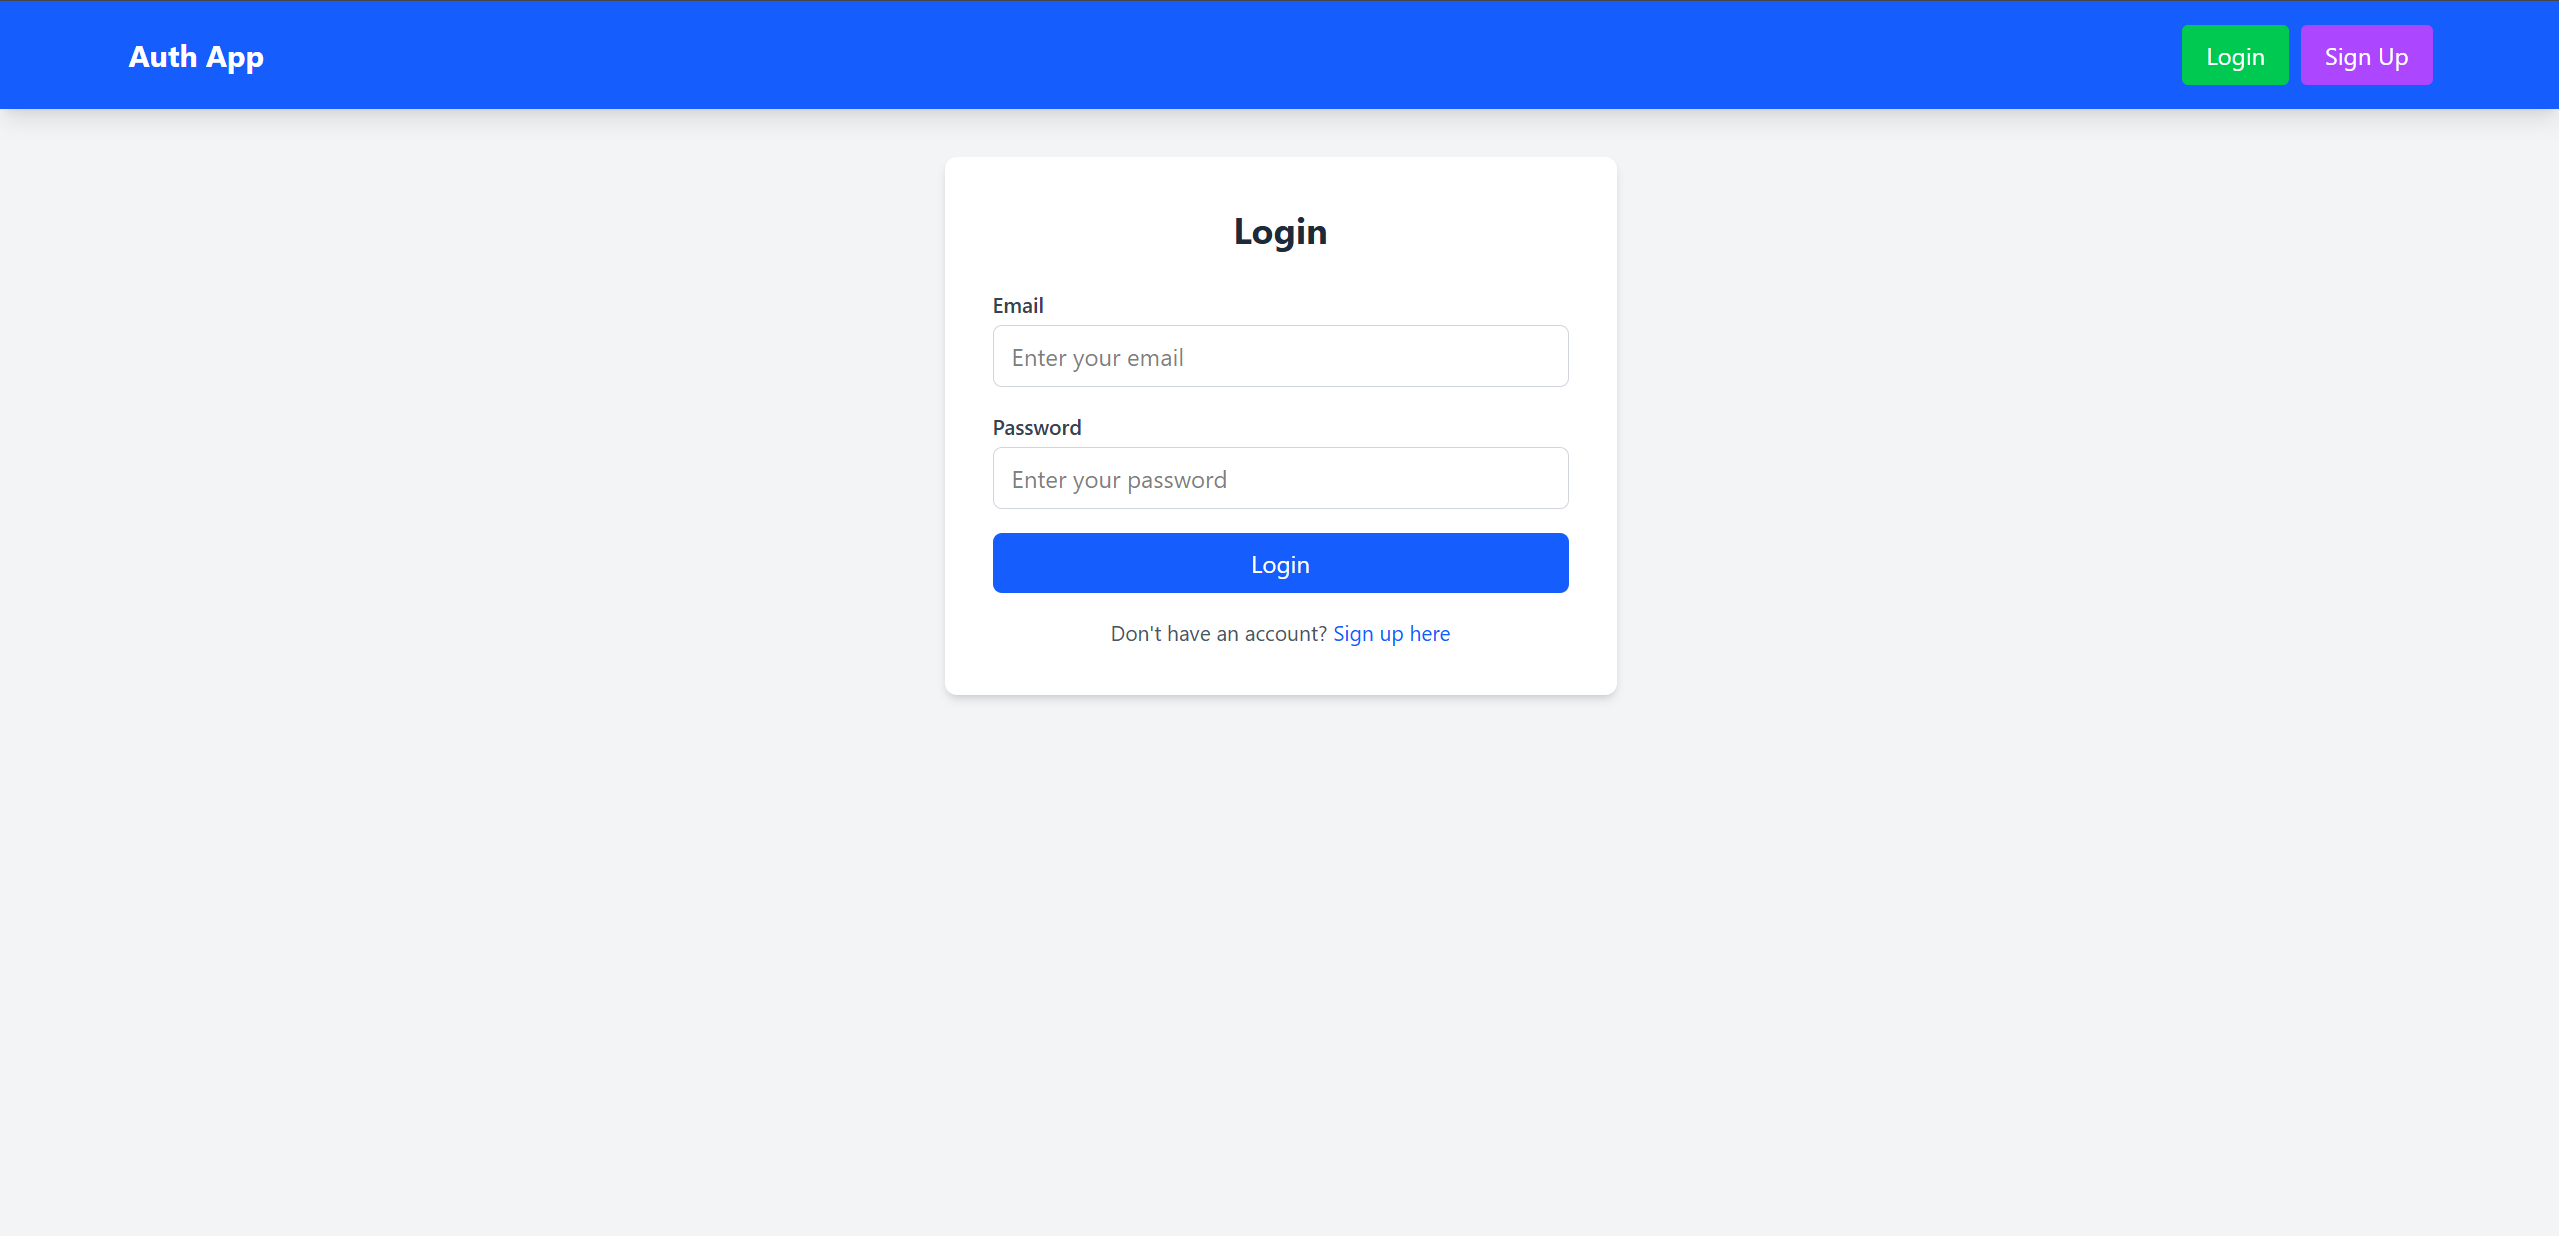 Auth App
Login
Sign Up
Login
Email
Enter your email
Password
Enter your password
Login
Don't have an account? Sign up here